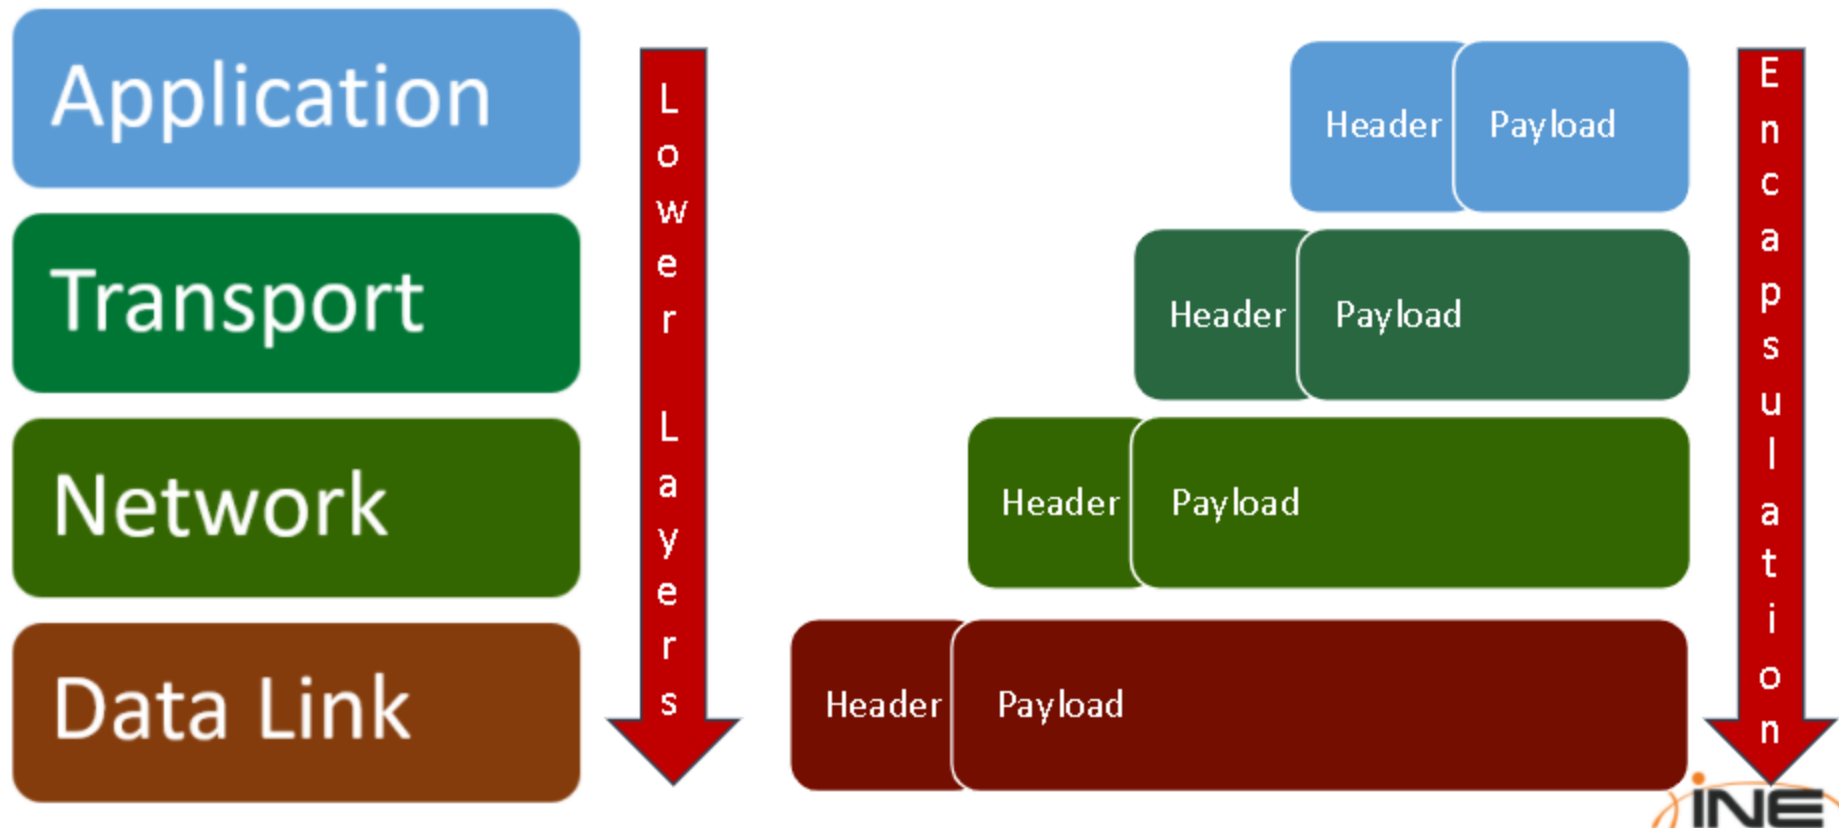 Application
Transport
Network
Data Link
Lower Layers
Header Payload
Header Payload
Header Payload
Header Payload
Encapsulation
iNE